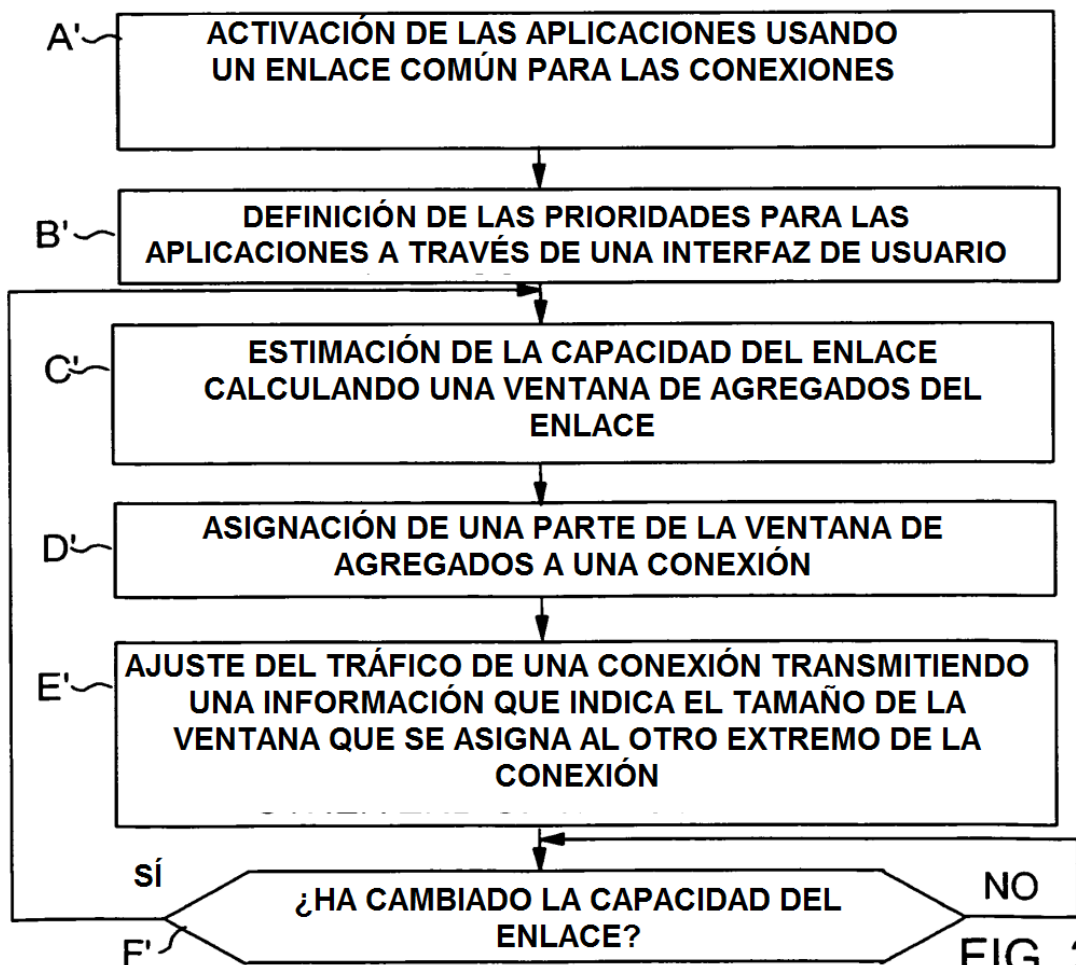 A'
ACTIVACIÓN DE LAS APLICACIONES USANDO
UN ENLACE COMÚN PARA LAS CONEXIONES
B'
DEFINICIÓN DE LAS PRIORIDADES PARA LAS
APLICACIONES A TRAVÉS DE UNA INTERFAZ DE USUARIO
C'
ESTIMACIÓN DE LA CAPACIDAD DEL ENLACE
CALCULANDO UNA VENTANA DE AGREGADOS DEL
ENLACE
D'
ASIGNACIÓN DE UNA PARTE DE LA VENTANA DE
AGREGADOS A UNA CONEXIÓN
E'
AJUSTE DEL TRÁFICO DE UNA CONEXIÓN TRANSMITIENDO
UNA INFORMACIÓN QUE INDICA EL TAMAÑO DE LA
VENTANA QUE SE ASIGNA AL OTRO EXTREMO DE LA
CONEXIÓN
SÍ
¿HA CAMBIADO LA CAPACIDAD DEL
ENLACE?
NO
F'
FIG